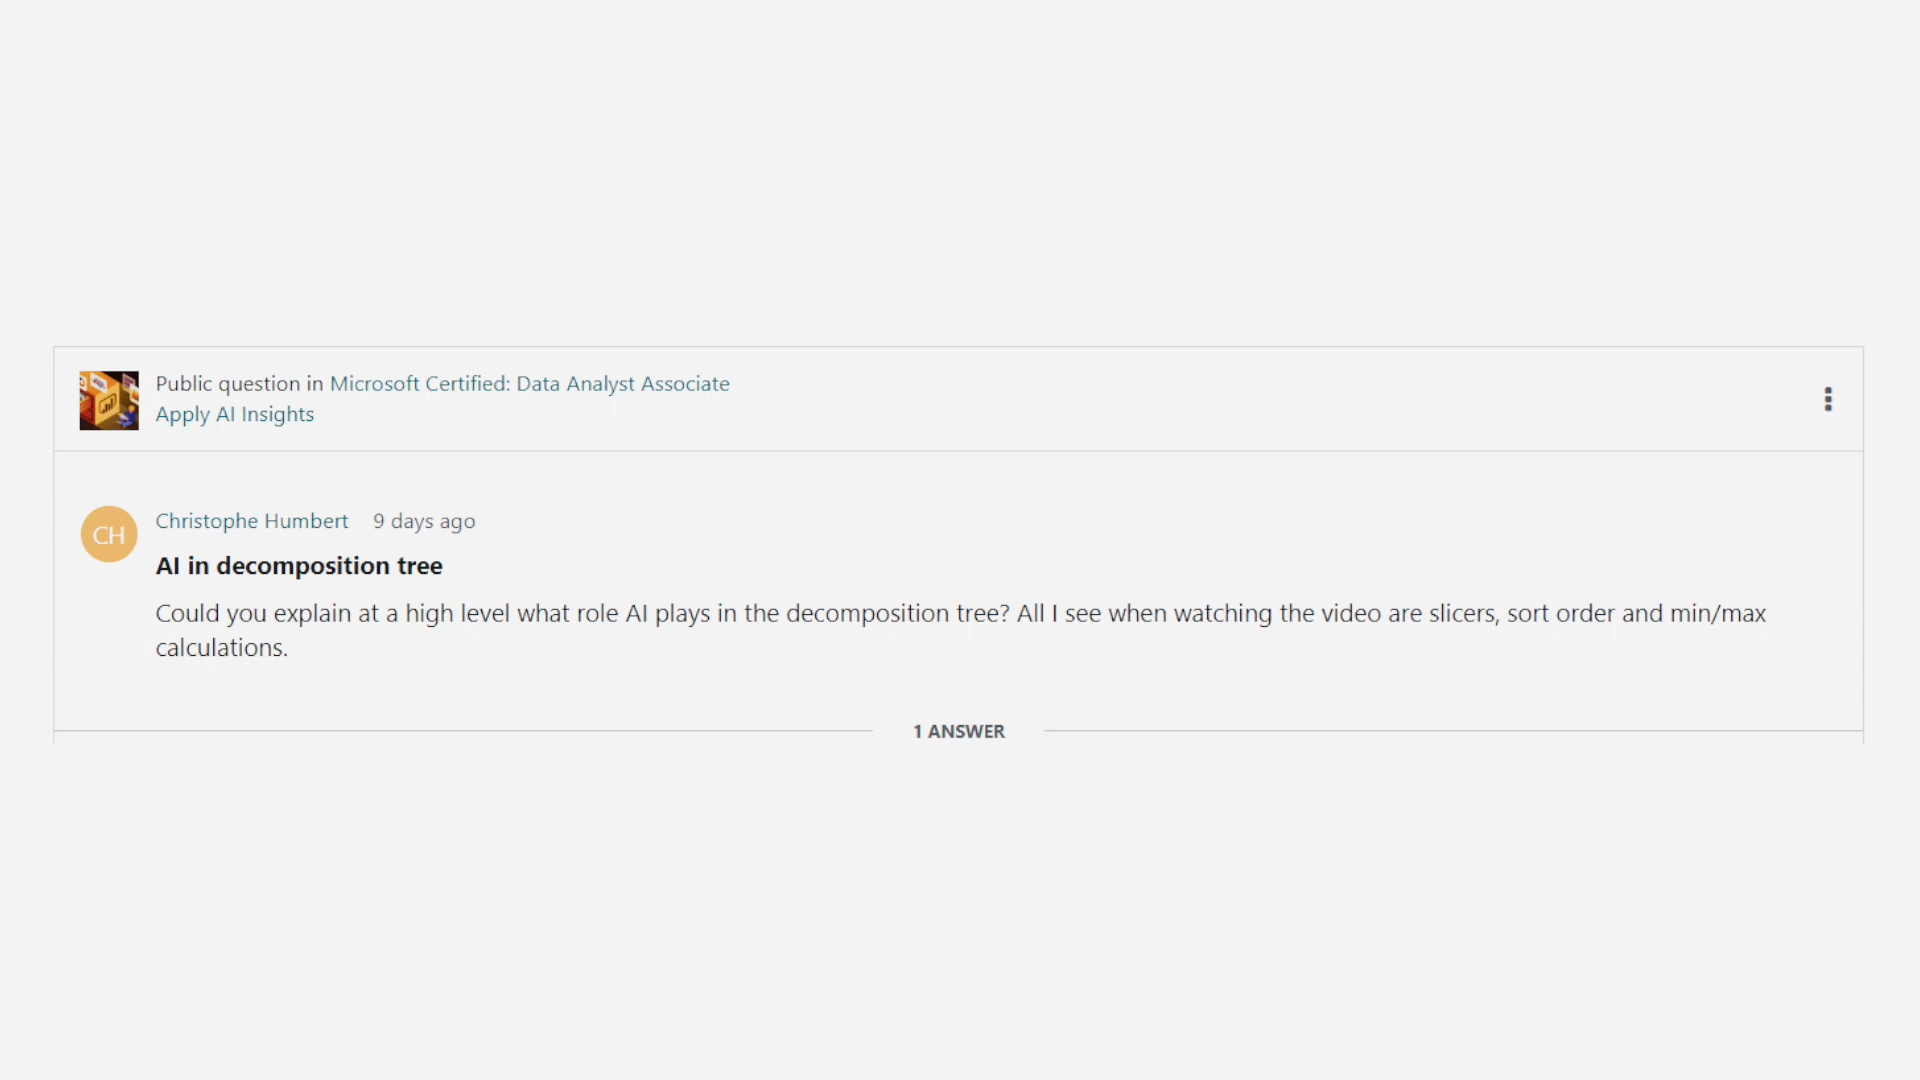 Public question in Microsoft Certified: Data Analyst Associate
Apply AI Insights
CH
Christophe Humbert 9 days ago
AI in decomposition tree
Could you explain at a high level what role AI plays in the decomposition tree? All I see when watching the video are slicers, sort order and min/max
calculations.
1 ANSWER